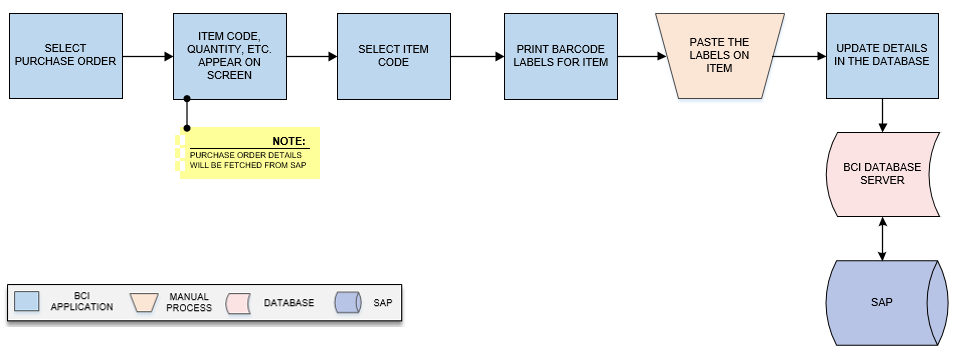 SELECT
PURCHASE ORDER
ITEM CODE,
QUANTITY, ETC.
APPEAR ON
SCREEN
SELECT ITEM
CODE
PRINT BARCODE
LABELS FOR ITEM
PASTE THE
LABELS ON
ITEM
UPDATE DETAILS
IN THE DATABASE
NOTE:
PURCHASE ORDER DETAILS
WILL BE FETCHED FROM SAP
BCI DATABASE
SERVER
SAP
BCI
APPLICATION
MANUAL
PROCESS
DATABASE
SAP